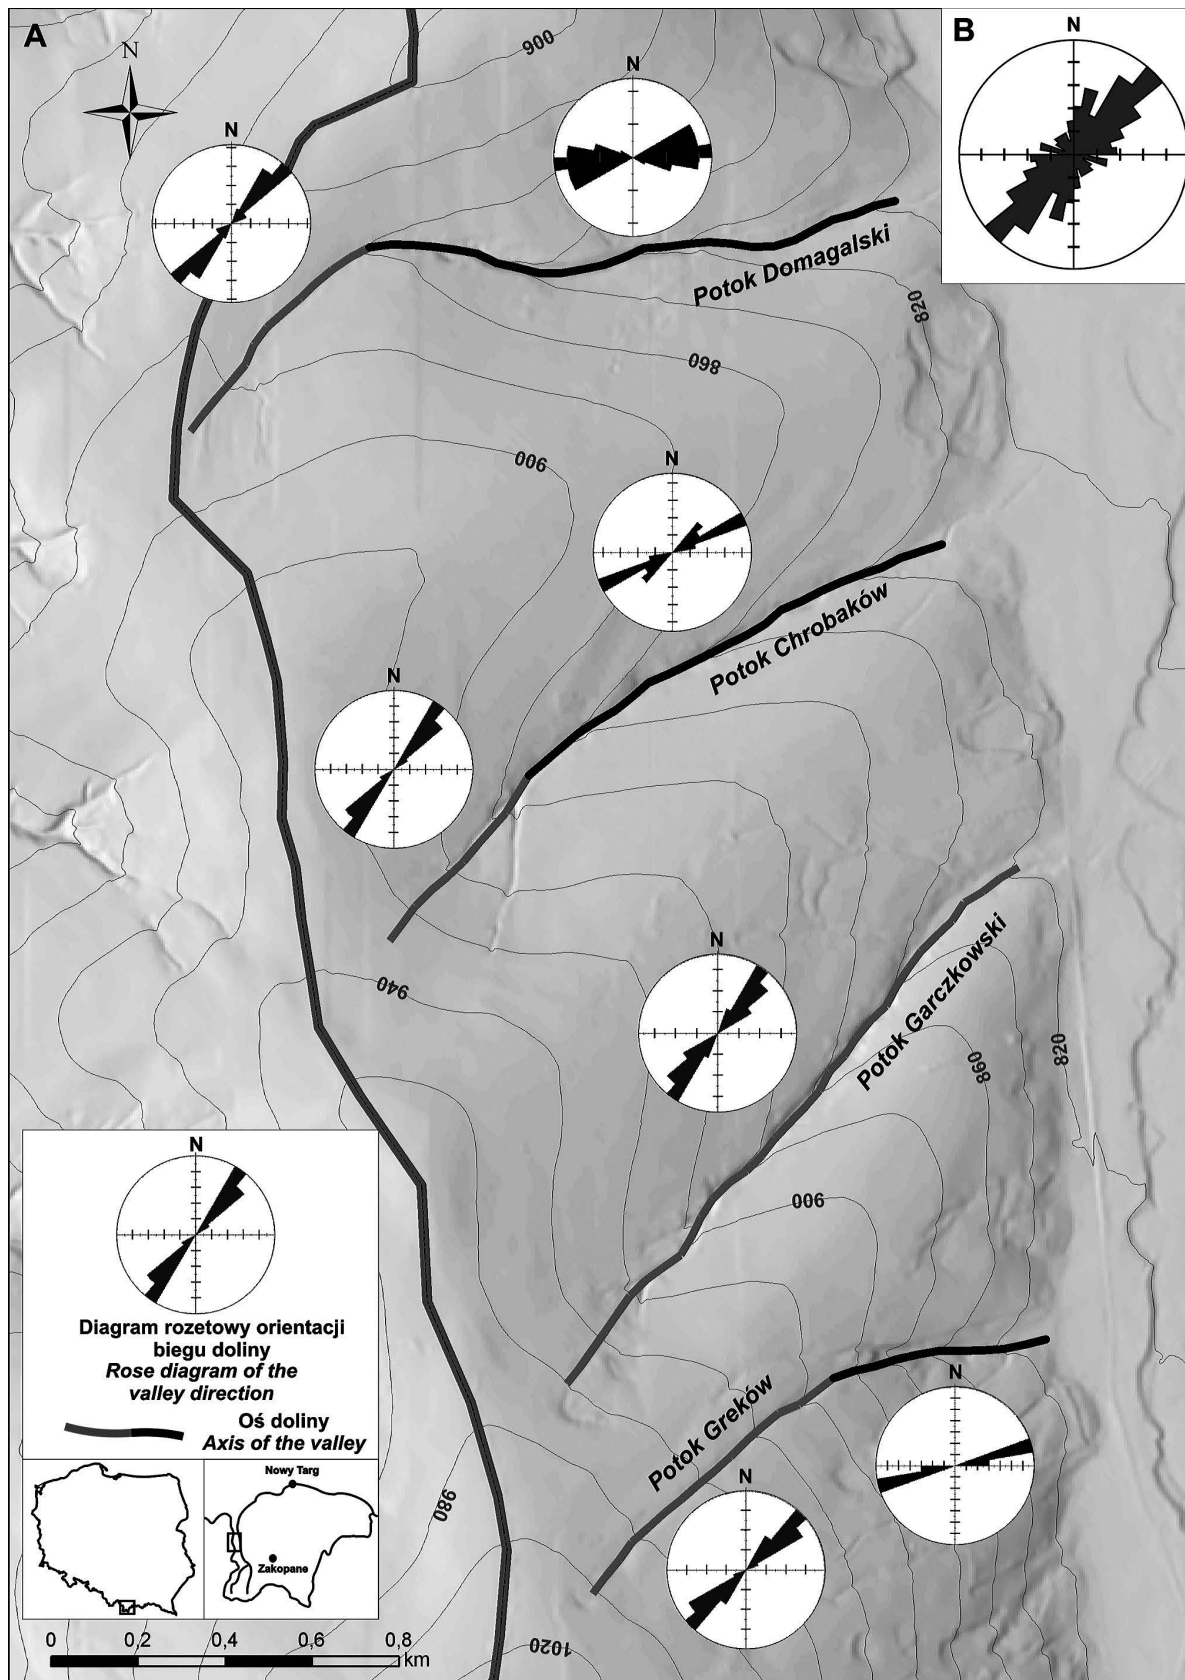 A
N
900
N
B
N
N
Potok Domagalski
820
860
900
N
Potok Chrobaków
N
940
N
Potok Garczkowski
820
860
900
N
Diagram rozetowy orientacji
biegu doliny
Rose diagram of the
valley direction
Oś doliny
Axis of the valley
Nowy Targ
Zakopane
Potok Greków
N
N
980
1020
0 0,2 0,4 0,6 0,8
km